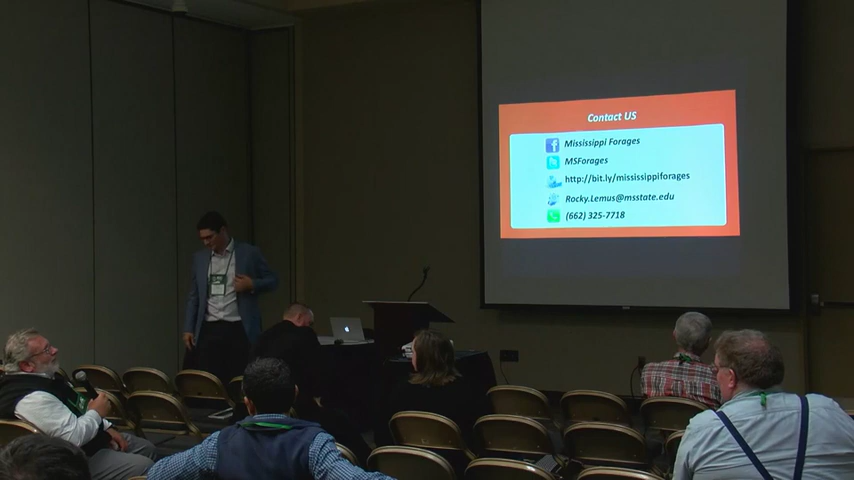 Contact US
Mississippi Forages
MSForages
http://bit.ly/mississippiforages
Rocky.Lemus@msstate.edu
(662) 325-7718